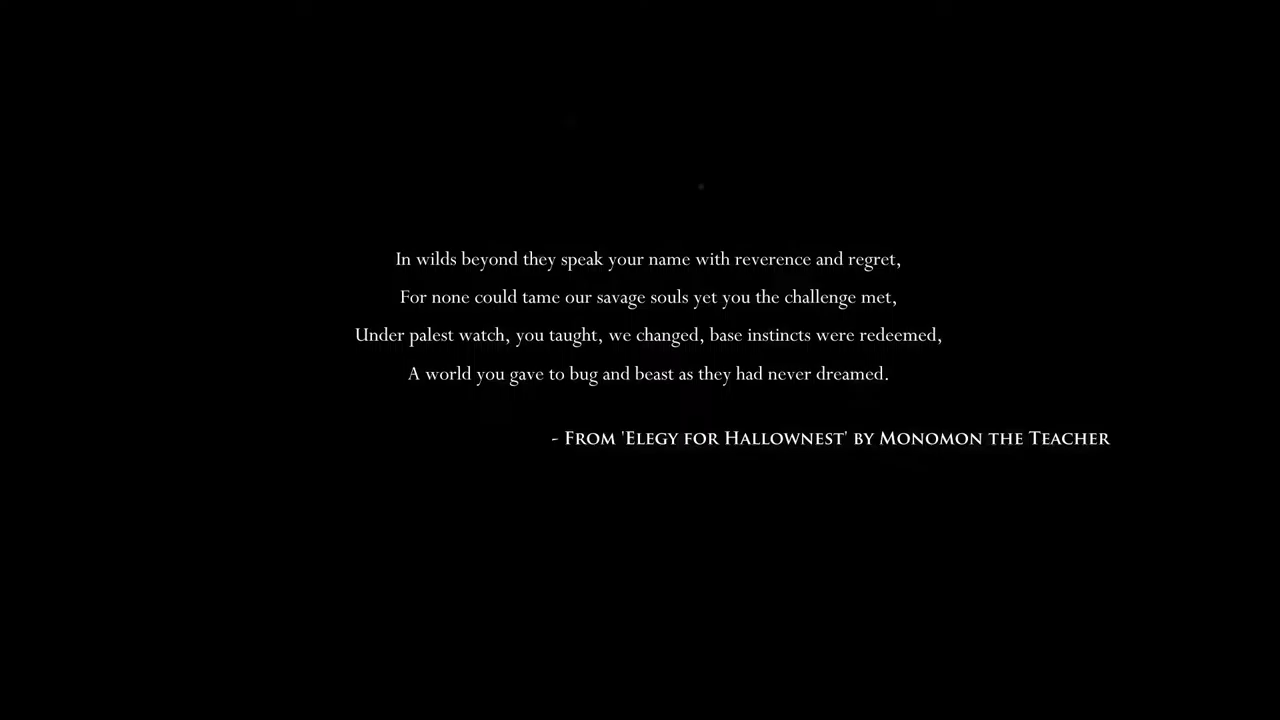 In wilds beyond they speak your name with reverence and regret,
For none could tame our savage souls yet you the challenge met,
Under palest watch, you taught, we changed, base instincts were redeemed,
A world you gave to bug and beast as they had never dreamed.
- From 'Elegy for Hallownest' by Monomon the Teacher